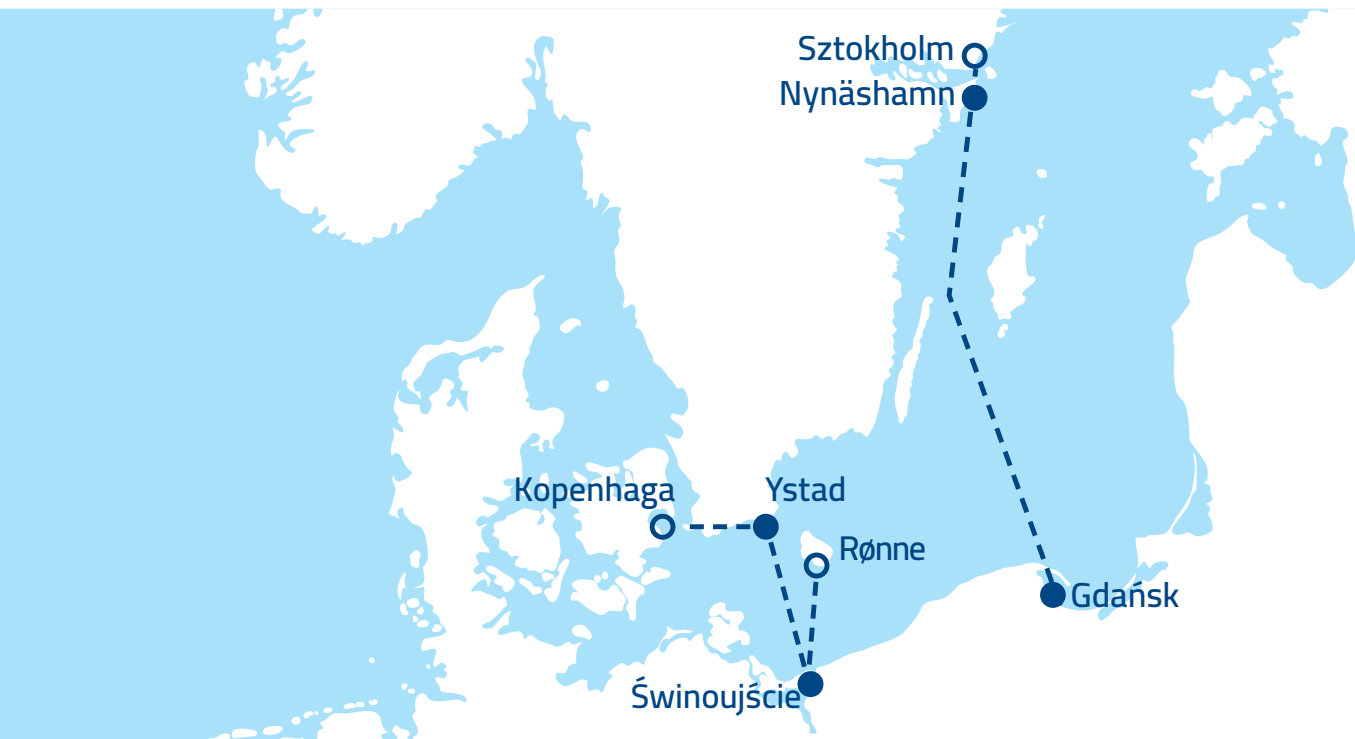 Sztokholm
Nynäshamn
Kopenhaga
Ystad
Rønne
Gdańsk
Świnoujście